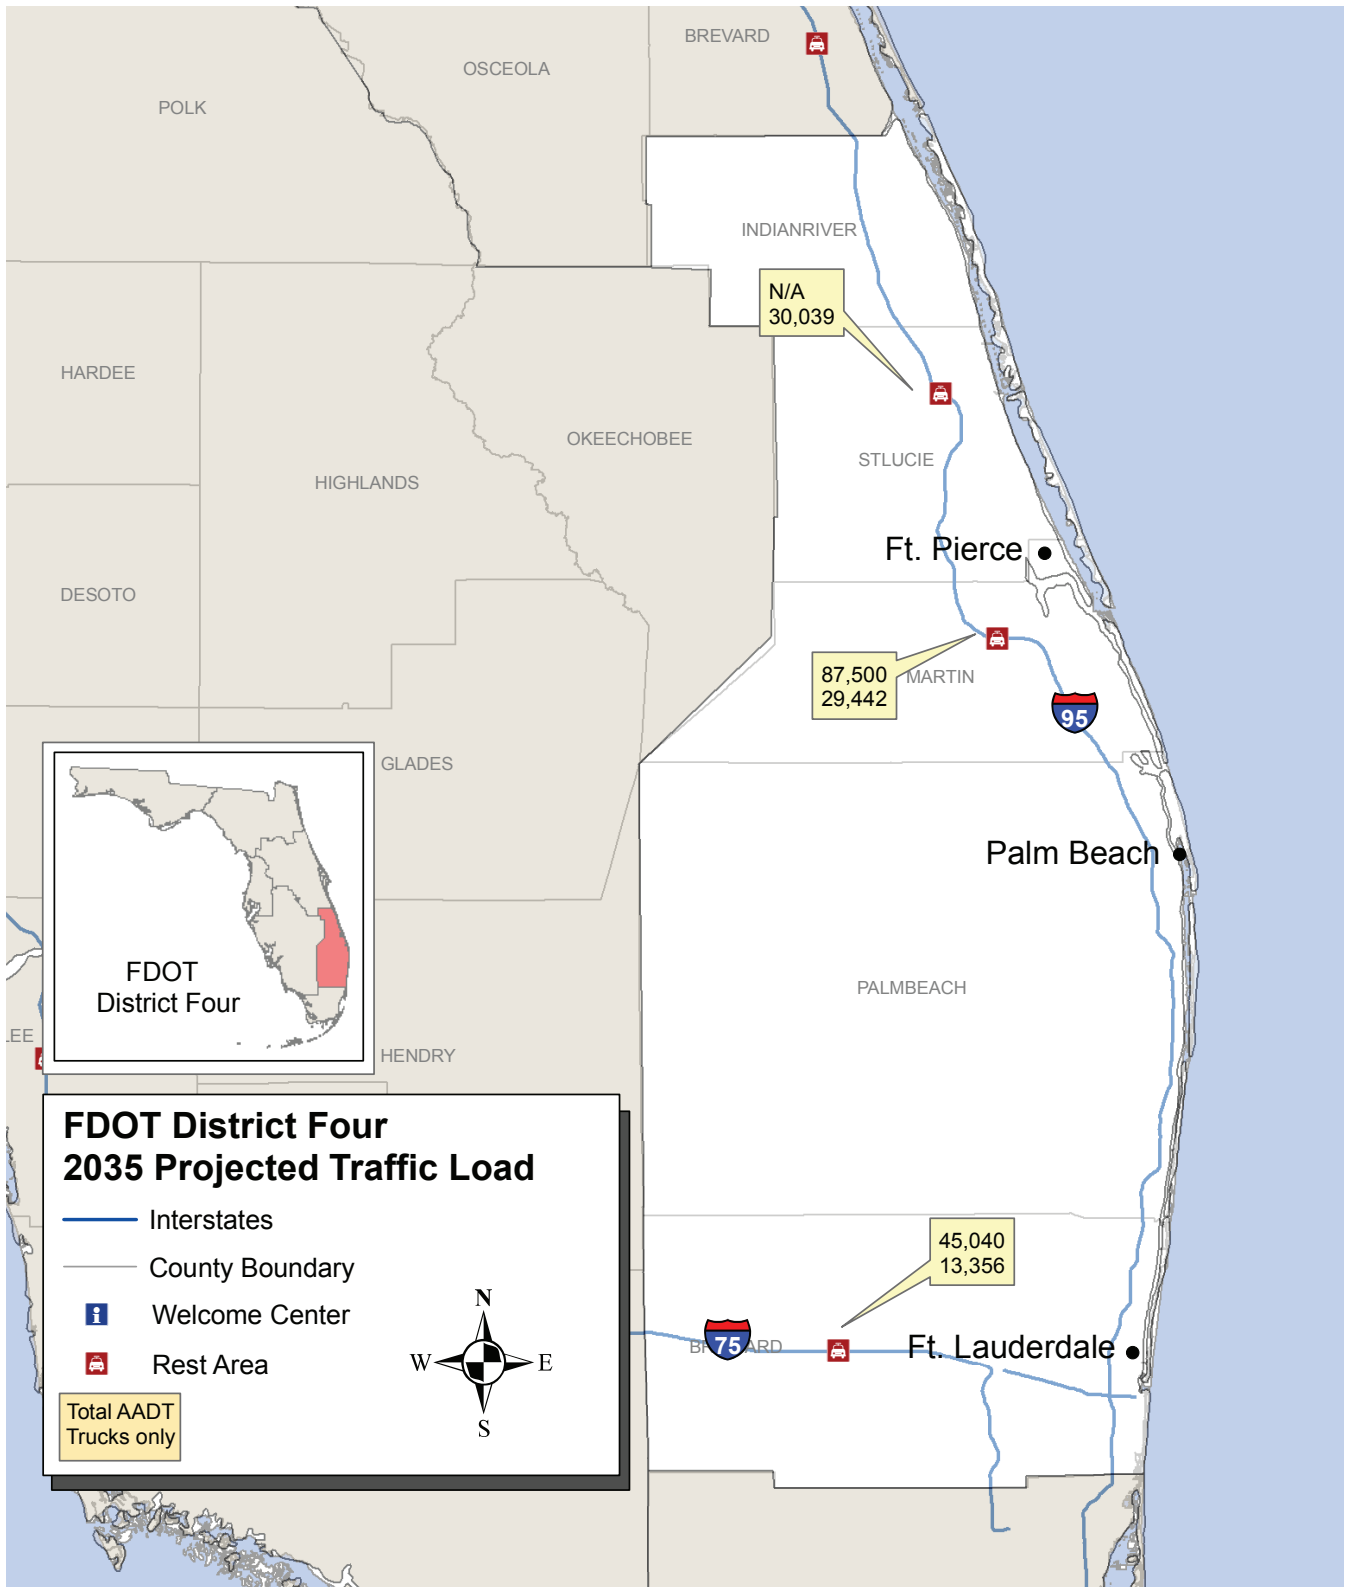 BREVARD
OSCEOLA
POLK
INDIANRIVER
N/A
30,039
HARDEE
OKEECHOBEE
STLUCIE
HIGHLANDS
Ft. Pierce
DESOTO
87,500
29,442
MARTIN
95
GLADES
Palm Beach
FDOT
District Four
PALMBEACH
LEE
HENDRY
FDOT District Four
2035 Projected Traffic Load
Interstates
County Boundary
Welcome Center
Rest Area
Total AADT
Trucks only
N
W
E
S
45,040
13,356
75
BR
ARD
Ft. Lauderdale